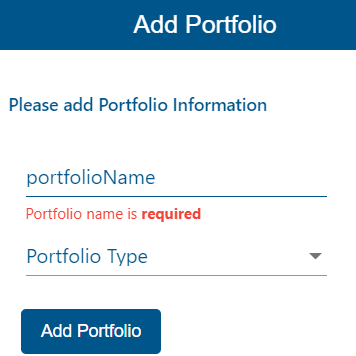 Add Portfolio
Please add Portfolio Information
portfolioName
Portfolio name is required
Portfolio Type
Add Portfolio